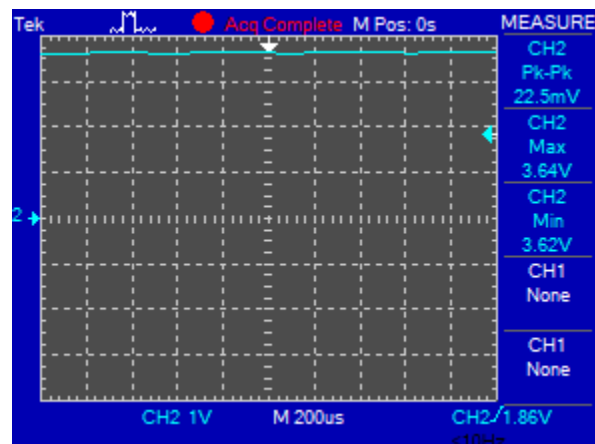 Tek Acq Complete M Pos: 0s MEASURE
CH2
Pk-Pk
22.5mV
CH2
Max
3.64V
2
CH2
Min
3.62V
CH1
None
CH1
None
CH2 1V M 200us CH2 1.86V
<10Hz